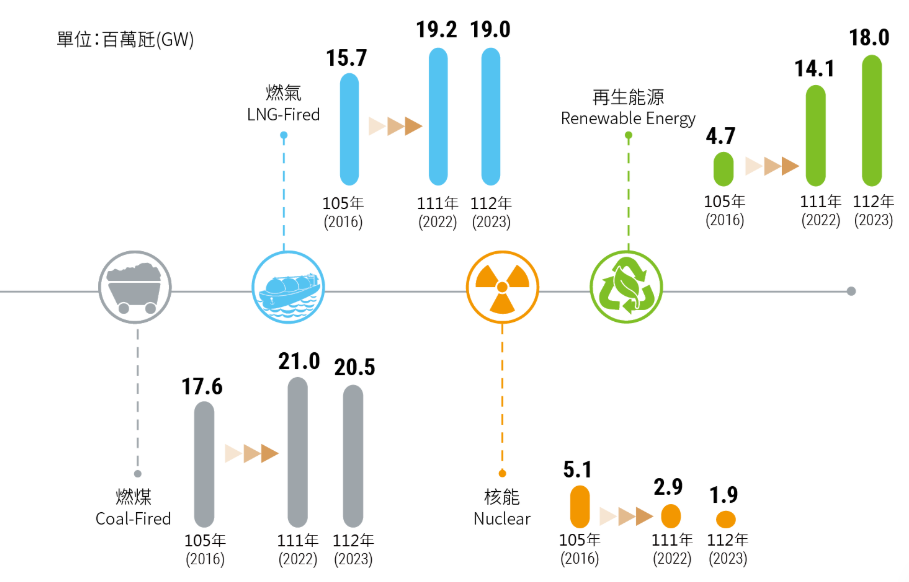 單位：百萬瓩(GW)
燃氣
LNG-Fired
15.7
19.2
19.0
105年
(2016)
111年
(2022)
112年
(2023)
再生能源
Renewable Energy
4.7
14.1
18.0
105年
(2016)
111年
(2022)
112年
(2023)
燃煤
Coal-Fired
17.6
21.0
20.5
105年
(2016)
111年
(2022)
112年
(2023)
核能
Nuclear
5.1
2.9
1.9
105年
(2016)
111年
(2022)
112年
(2023)